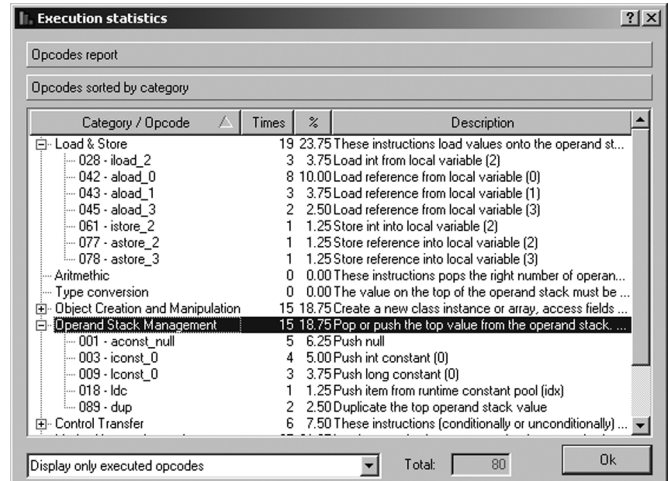 Execution statistics
Opcodes report
Opcodes sorted by category
Category / Opcode Times % Description
Load & Store 19 23.75 These instructions load values onto the operand st...
028 - iload_2 3 3.75 Load int from local variable (2)
042 - aload_0 8 10.00 Load reference from local variable (0)
043 - aload_1 3 3.75 Load reference from local variable (1)
045 - aload_3 2 2.50 Load reference from local variable (3)
061 - istore_2 1 1.25 Store int into local variable (2)
077 - astore_2 1 1.25 Store reference into local variable (2)
078 - astore_3 1 1.25 Store reference into local variable (3)
Aritmethic 0 0.00 These instructions pops the right number of operan...
Type conversion 0 0.00 The value on the top of the operand stack must be ...
Object Creation and Manipulation 15 18.75 Create a new class instance or array, access fields ...
Operand Stack Management 15 18.75 Pop or push the top value from the operand stack. ...
001 - aconst_null 5 6.25 Push null
003 - iconst_0 4 5.00 Push int constant (0)
009 - lconst_0 3 3.75 Push long constant (0)
018 - ldc 1 1.25 Push item from runtime constant pool (idx)
089 - dup 2 2.50 Duplicate the top operand stack value
Control Transfer 6 7.50 These instructions (conditionally or unconditionally) ...
Display only executed opcodes Total: 80 Ok